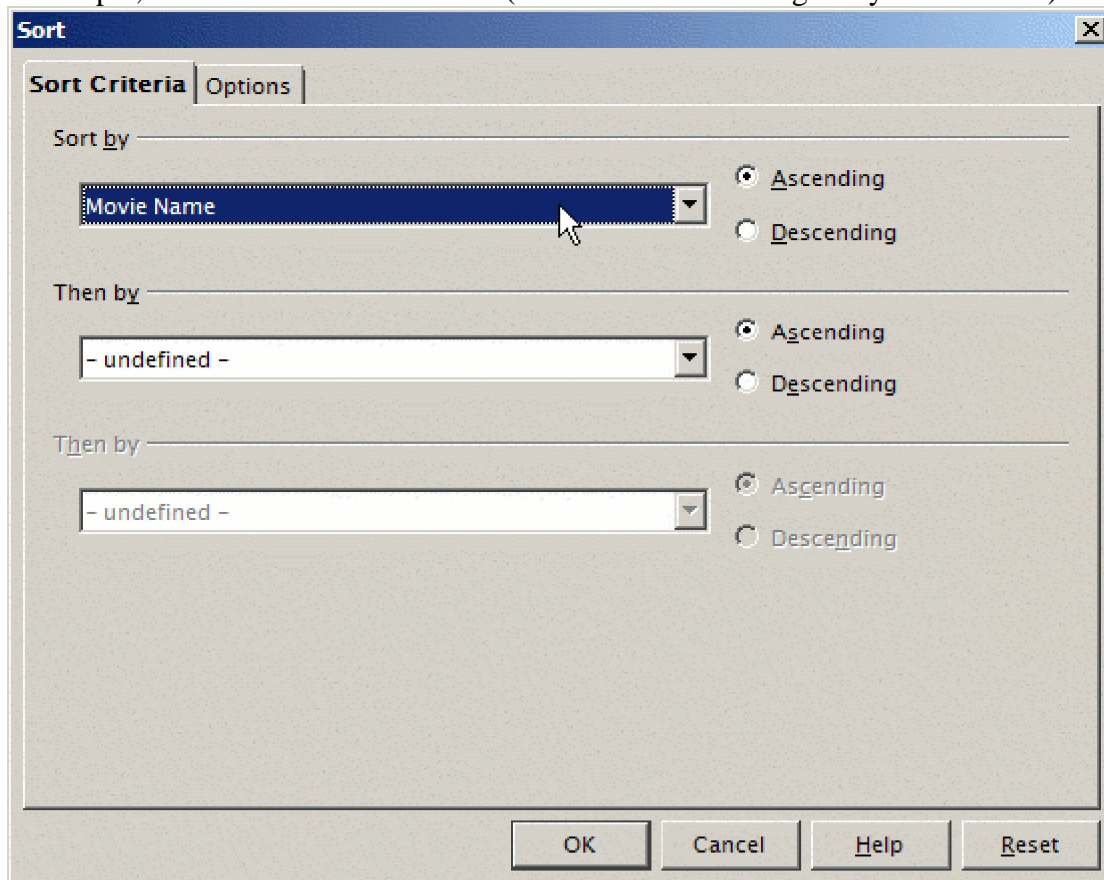 Sort
Sort Criteria Options
Sort by
Movie Name
Ascending
Descending
Then by
– undefined –
Ascending
Descending
Then by
– undefined –
Ascending
Descending
OK Cancel Help Reset